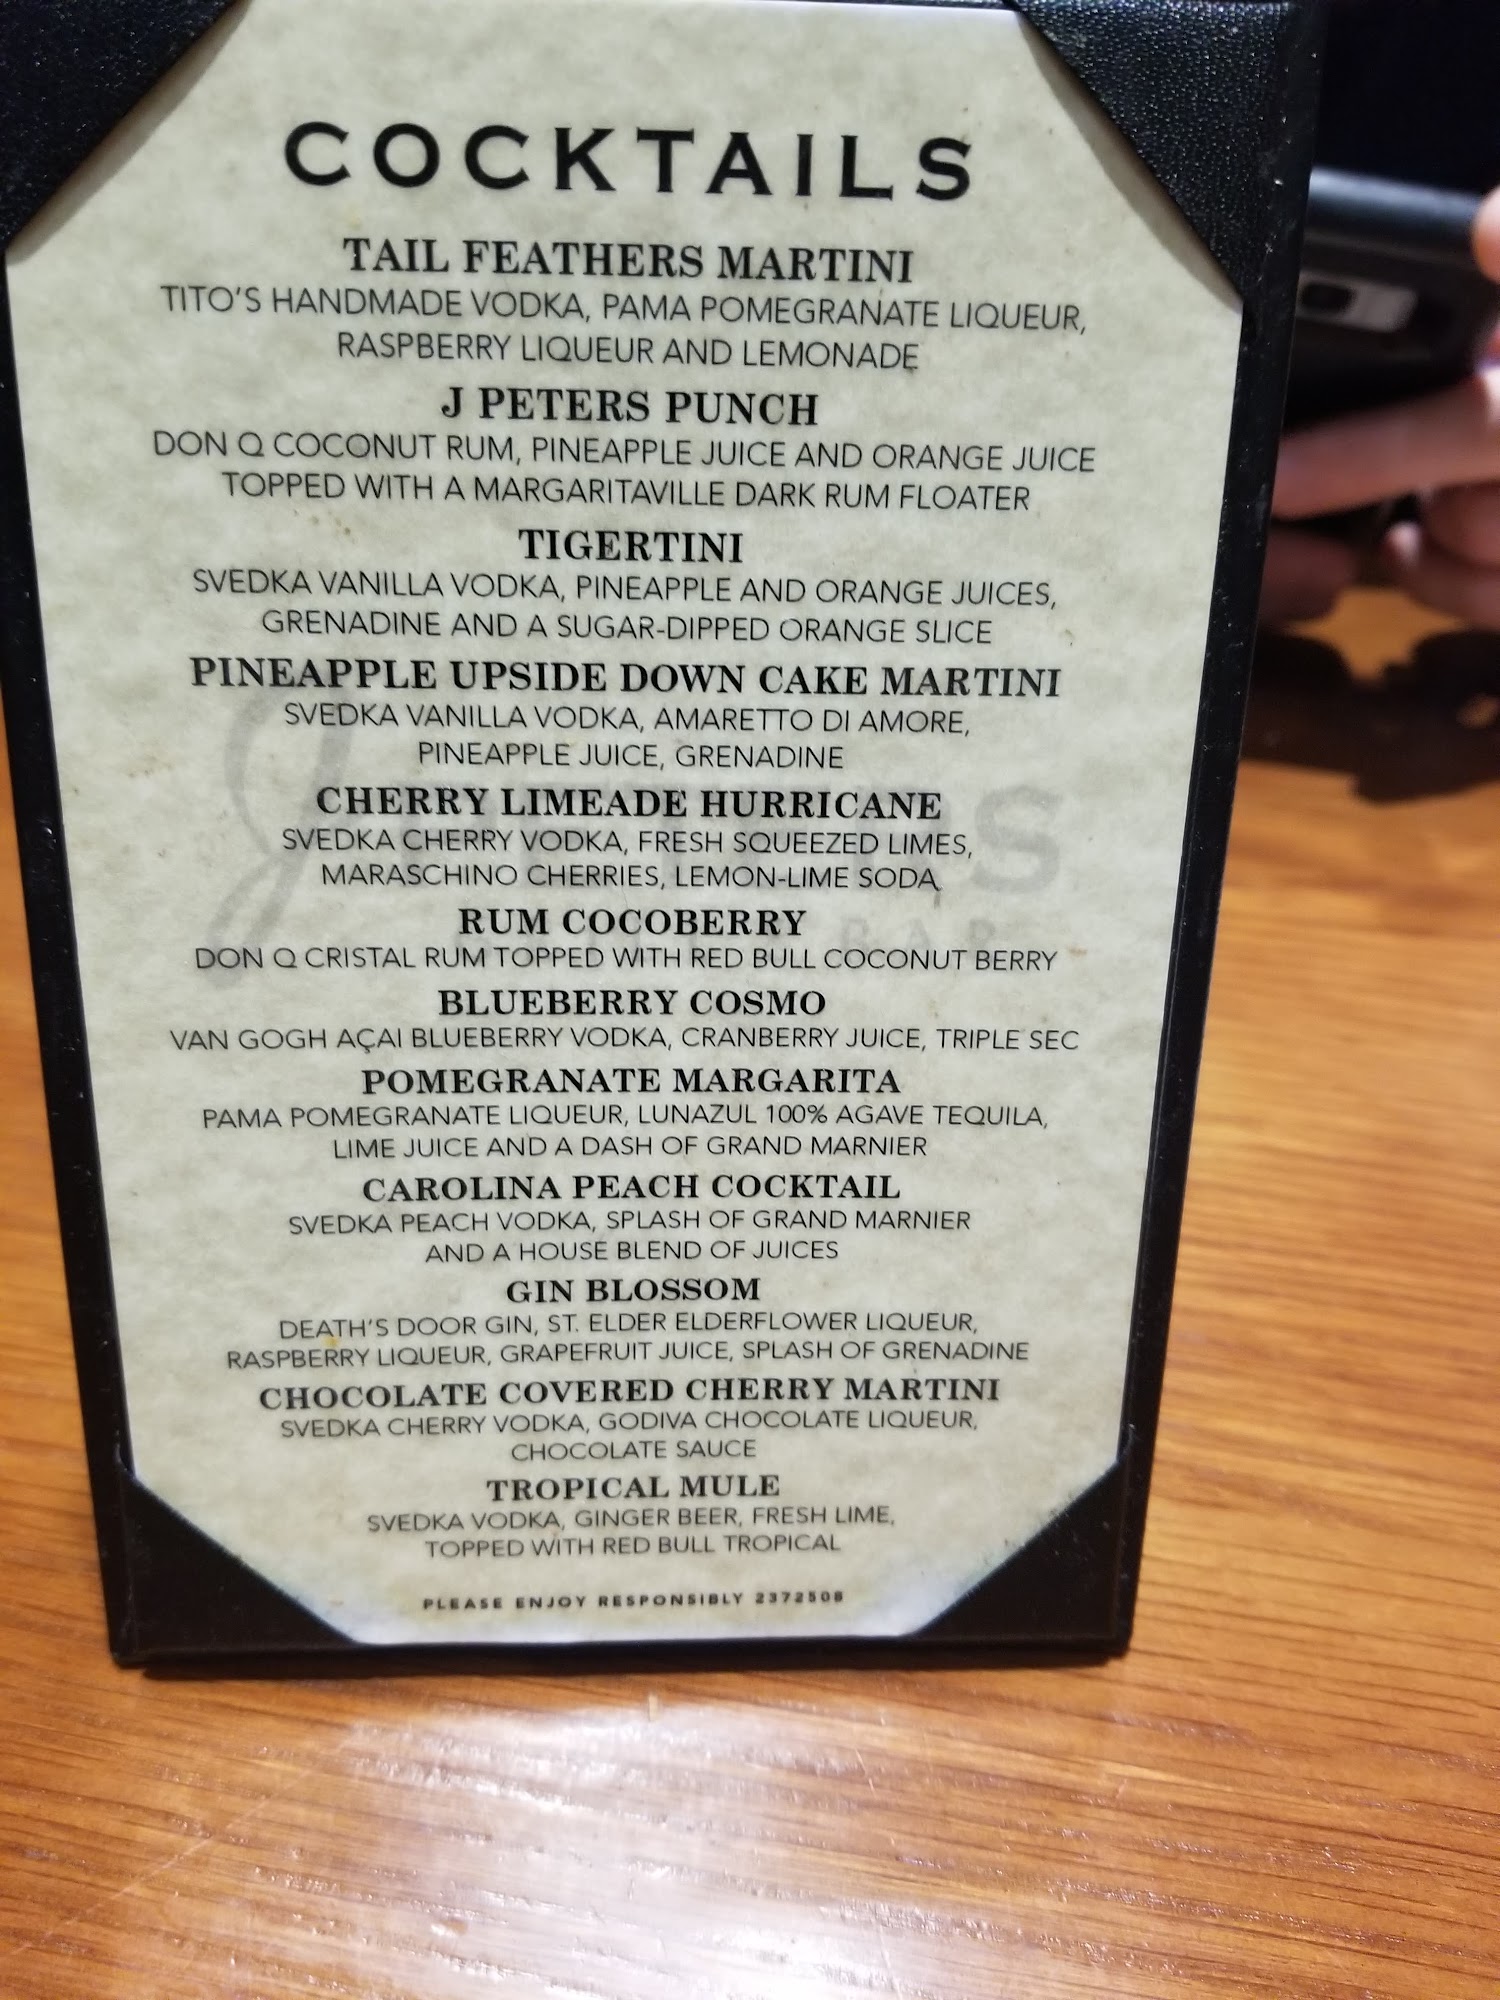 COCKTAILS
TAIL FEATHERS MARTINI
TITO'S HANDMADE VODKA, PAMA POMEGRANATE LIQUEUR,
RASPBERRY LIQUEUR AND LEMONADE
J PETERS PUNCH
DON Q COCONUT RUM, PINEAPPLE JUICE AND ORANGE JUICE
TOPPED WITH A MARGARITAVILLE DARK RUM FLOATER
TIGERTINI
SVEDKA VANILLA VODKA, PINEAPPLE AND ORANGE JUICES,
GRENADINE AND A SUGAR-DIPPED ORANGE SLICE
PINEAPPLE UPSIDE DOWN CAKE MARTINI
SVEDKA VANILLA VODKA, AMARETTO DI AMORE,
PINEAPPLE JUICE, GRENADINE
CHERRY LIMEADE HURRICANE
SVEDKA CHERRY VODKA, FRESH SQUEEZED LIMES,
MARASCHINO CHERRIES, LEMON-LIME SODA
RUM COCOBERRY
DON Q CRISTAL RUM TOPPED WITH RED BULL COCONUT BERRY
BLUEBERRY COSMO
VAN GOGH AÇAI BLUEBERRY VODKA, CRANBERRY JUICE, TRIPLE SEC
POMEGRANATE MARGARITA
PAMA POMEGRANATE LIQUEUR, LUNAZUL 100% AGAVE TEQUILA,
LIME JUICE AND A DASH OF GRAND MARNIER
CAROLINA PEACH COCKTAIL
SVEDKA PEACH VODKA, SPLASH OF GRAND MARNIER
AND A HOUSE BLEND OF JUICES
GIN BLOSSOM
DEATH'S DOOR GIN, ST. ELDER ELDERFLOWER LIQUEUR,
RASPBERRY LIQUEUR, GRAPEFRUIT JUICE, SPLASH OF GRENADINE
CHOCOLATE COVERED CHERRY MARTINI
SVEDKA CHERRY VODKA, GODIVA CHOCOLATE LIQUEUR,
CHOCOLATE SAUCE
TROPICAL MULE
SVEDKA VODKA, GINGER BEER, FRESH LIME,
TOPPED WITH RED BULL TROPICAL
PLEASE ENJOY RESPONSIBLY 2372508